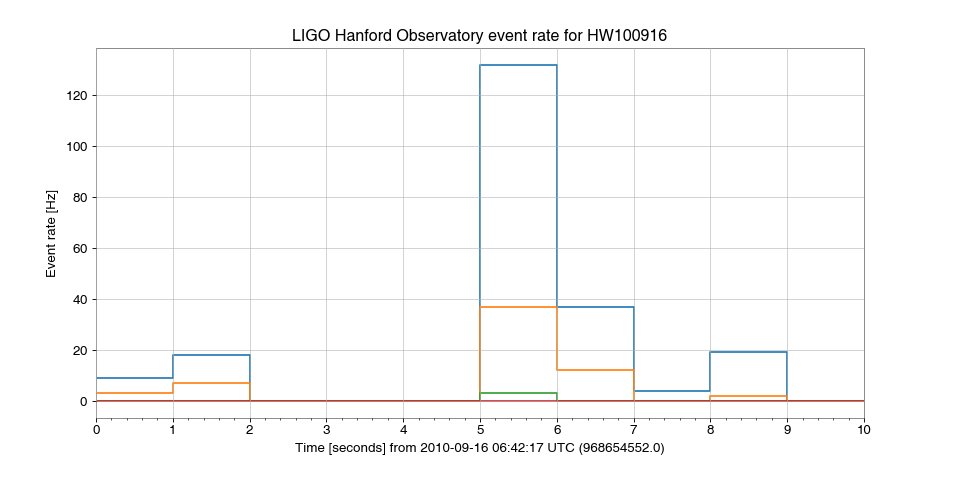 LIGO Hanford Observatory event rate for HW100916
120
100
80
60
40
20
0
Event rate [Hz]
0 1 2 3 4 5 6 7 8 9 10
Time [seconds] from 2010-09-16 06:42:17 UTC (968654552.0)